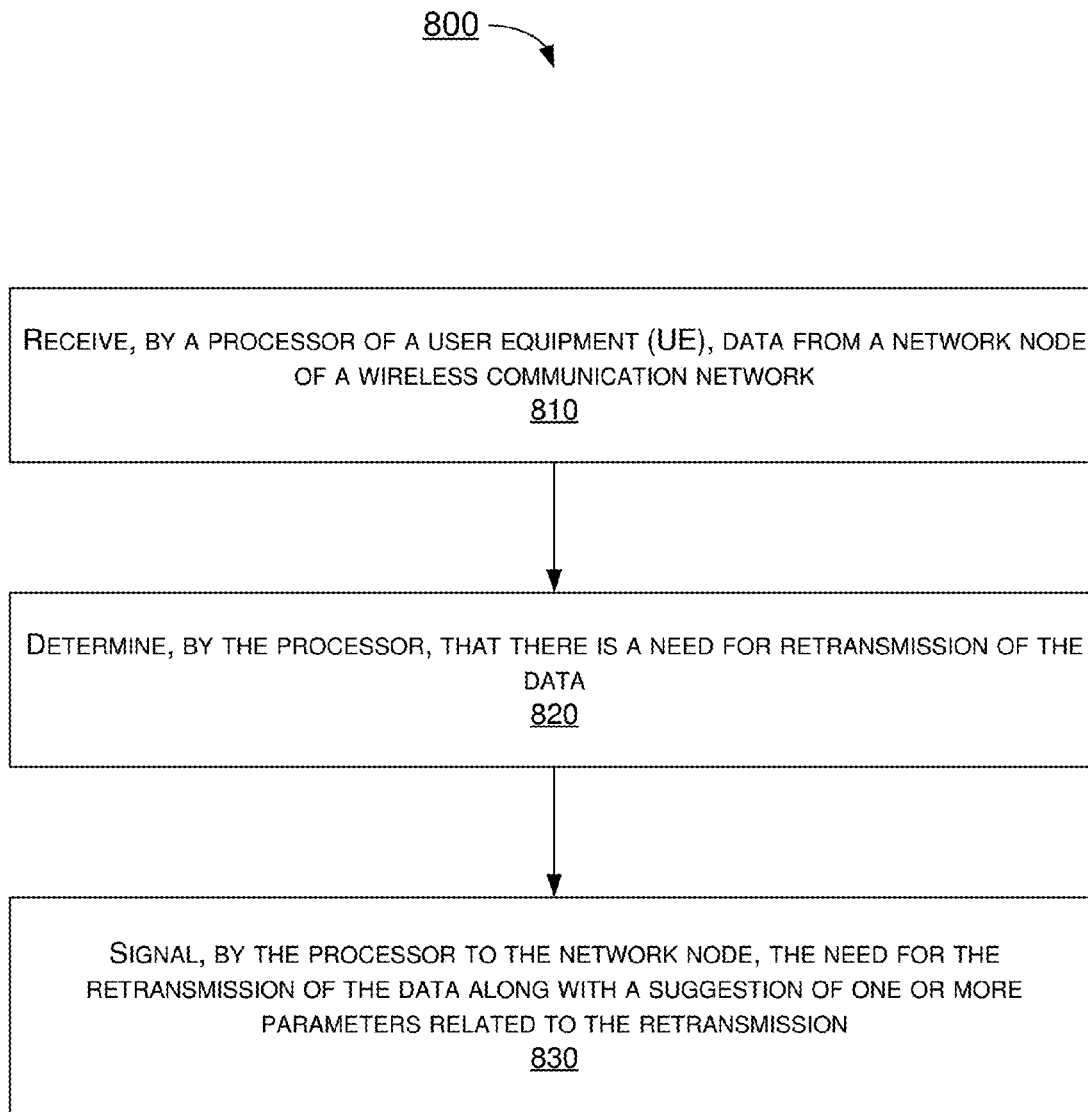 800
RECEIVE, BY A PROCESSOR OF A USER EQUIPMENT (UE), DATA FROM A NETWORK NODE
OF A WIRELESS COMMUNICATION NETWORK
810
DETERMINE, BY THE PROCESSOR, THAT THERE IS A NEED FOR RETRANSMISSION OF THE
DATA
820
SIGNAL, BY THE PROCESSOR TO THE NETWORK NODE, THE NEED FOR THE
RETRANSMISSION OF THE DATA ALONG WITH A SUGGESTION OF ONE OR MORE
PARAMETERS RELATED TO THE RETRANSMISSION
830